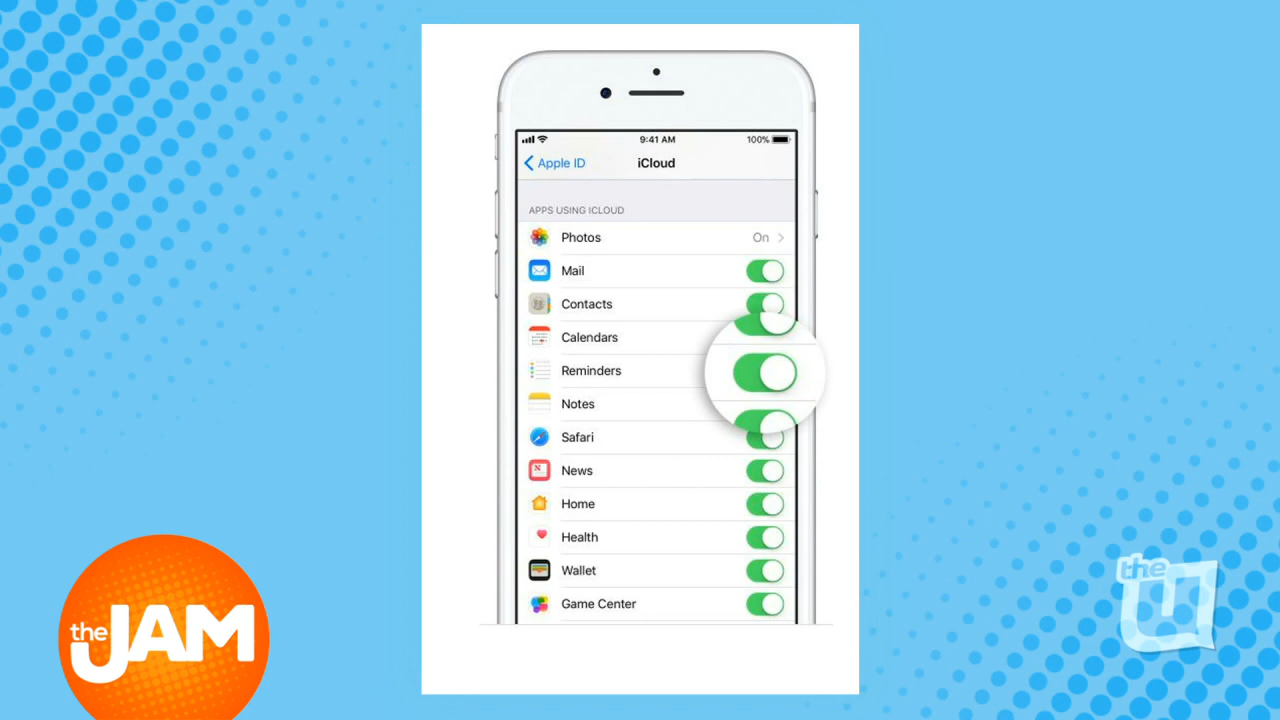 9:41 AM 100%
Apple ID iCloud
APPS USING ICLOUD
Photos On
Mail
Contacts
Calendars
Reminders
Notes
Safari
News
Home
Health
Wallet
Game Center
the JAM
the U